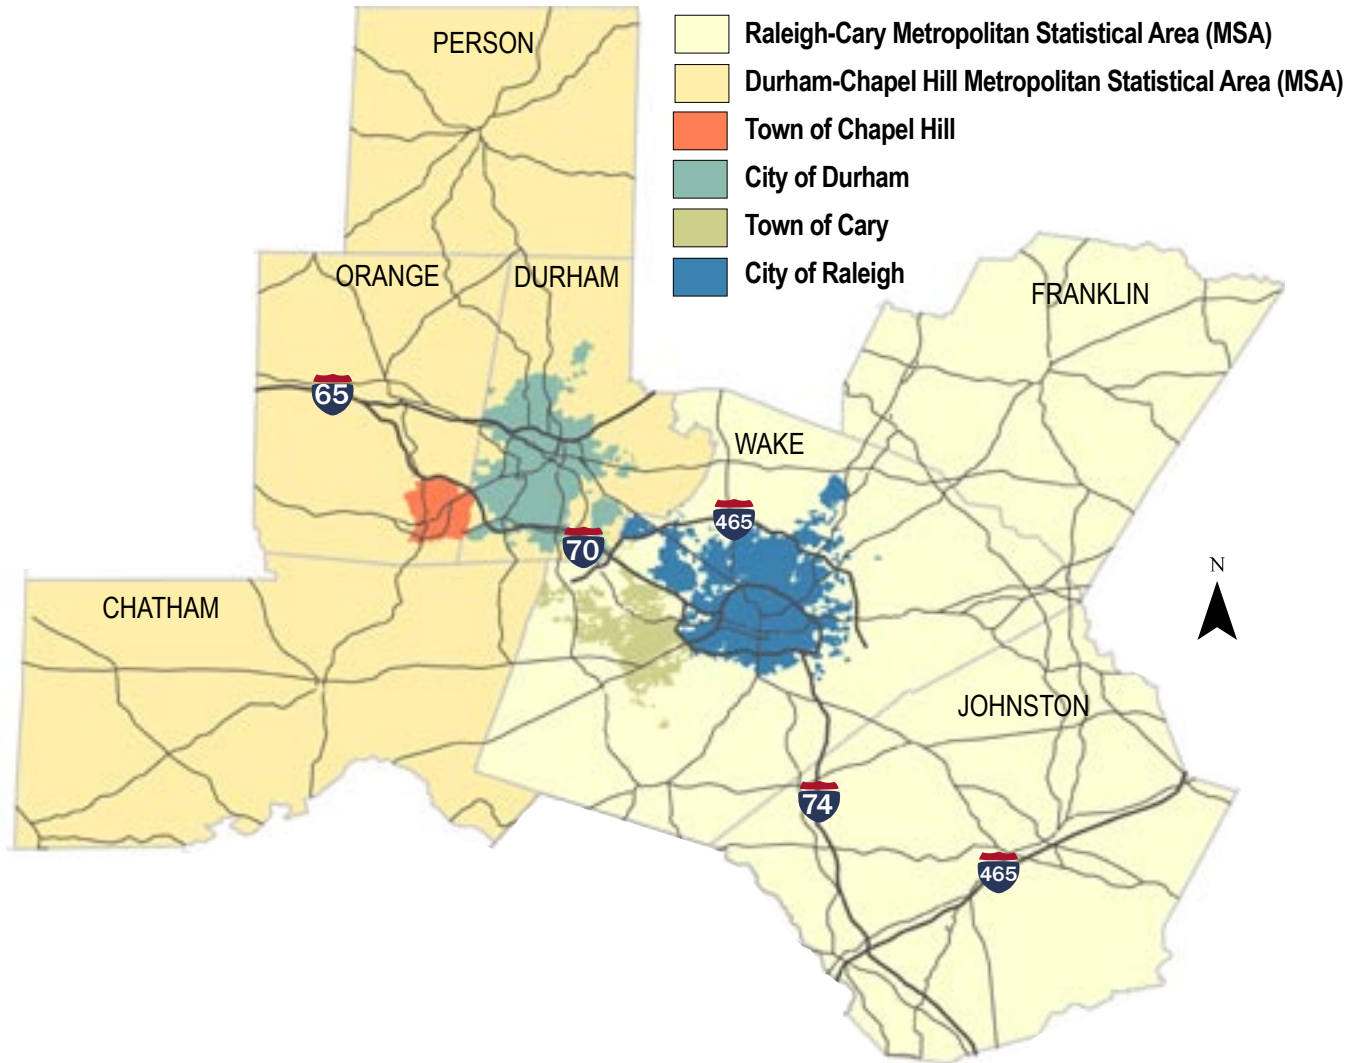 PERSON
Raleigh-Cary Metropolitan Statistical Area (MSA)
Durham-Chapel Hill Metropolitan Statistical Area (MSA)
Town of Chapel Hill
City of Durham
Town of Cary
City of Raleigh
ORANGE
DURHAM
FRANKLIN
65
WAKE
465
70
N
CHATHAM
JOHNSTON
74
465